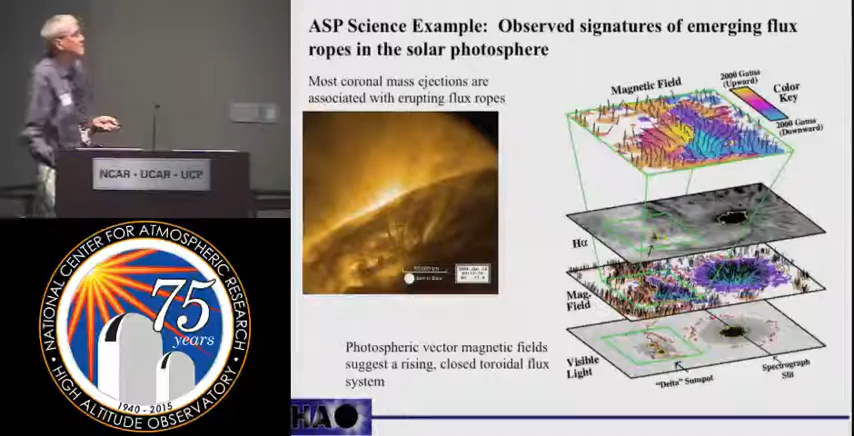 ASP Science Example: Observed signatures of emerging flux
ropes in the solar photosphere
Most coronal mass ejections are
associated with erupting flux ropes
NCAR • UCAR • UCP
Magnetic Field
2000 Gauss
(Upward)
Color
Key
2000 Gauss
(Downward)
Hα
Mag.
Field
Visible
Light
"Delta" Sunspot
Spectrograph
Slit
Photospheric vector magnetic fields
suggest a rising, closed toroidal flux
system
NATIONAL CENTER FOR ATMOSPHERIC RESEARCH
75
years
1940 - 2015
HIGH ALTITUDE OBSERVATORY
HAO